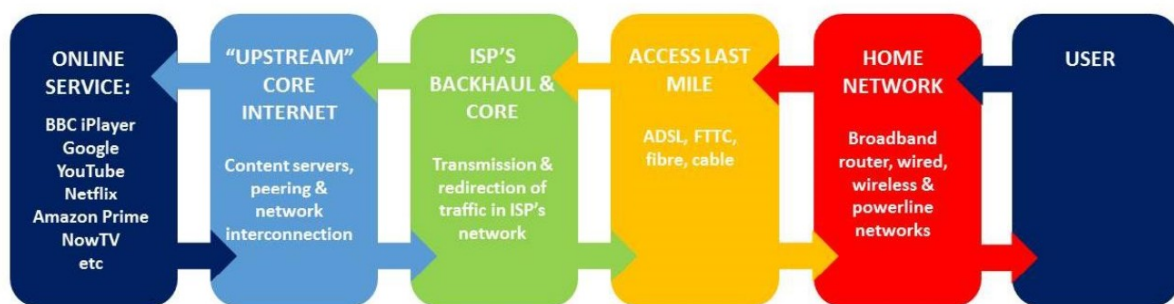 ONLINE
SERVICE:
BBC iPlayer
Google
YouTube
Netflix
Amazon Prime
NowTV
etc
“UPSTREAM”
CORE
INTERNET
Content servers,
peering &
network
interconnection
ISP’S
BACKHAUL &
CORE
Transmission &
redirection of
traffic in ISP’s
network
ACCESS LAST
MILE
ADSL, FTTC,
fibre, cable
HOME
NETWORK
Broadband
router, wired,
wireless &
powerline
networks
USER